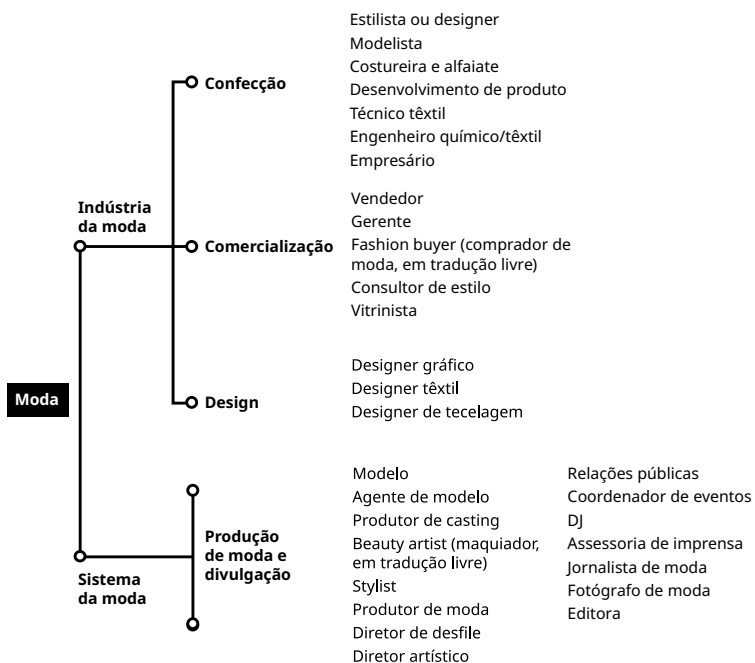 Moda
Indústria
da moda
Confecção
Estilista ou designer
Modelista
Costureira e alfaiate
Desenvolvimento de produto
Técnico têxtil
Engenheiro químico/têxtil
Empresário
Comercialização
Vendedor
Gerente
Fashion buyer (comprador de
moda, em tradução livre)
Consultor de estilo
Vitrinista
Design
Designer gráfico
Designer têxtil
Designer de tecelagem
Sistema
da moda
Produção
de moda e
divulgação
Modelo
Agente de modelo
Produtor de casting
Beauty artist (maquiador,
em tradução livre)
Stylist
Produtor de moda
Diretor de desfile
Diretor artístico
Relações públicas
Coordenador de eventos
DJ
Assessoria de imprensa
Jornalista de moda
Fotógrafo de moda
Editora